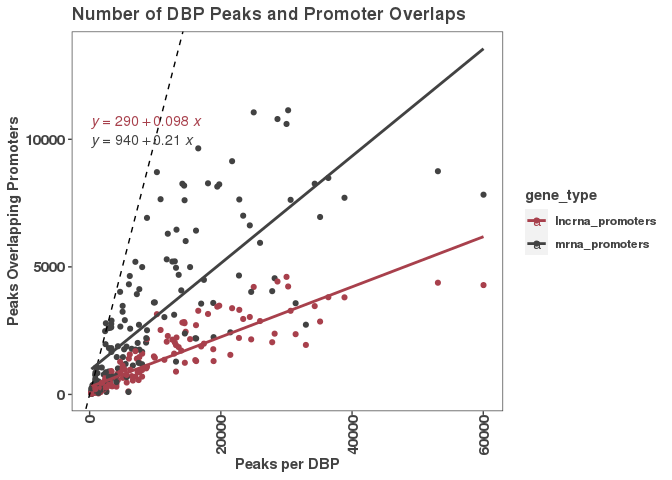 Number of DBP Peaks and Promoter Overlaps
Peaks Overlapping Promoters
10000
5000
0
y = 290 + 0.098 x
y = 940 + 0.21 x
0
20000
40000
60000
Peaks per DBP
gene_type
a lncrna_promoters
a mrna_promoters